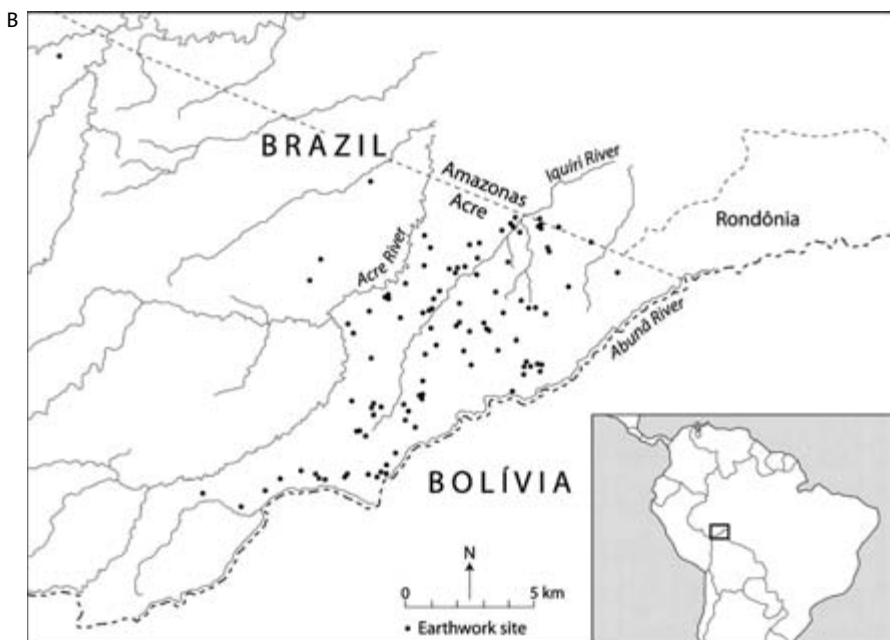 B
BRAZIL
Amazonas
Acre
Iquiri River
Rondônia
Acre River
Abunã River
BOLÍVIA
N
0 5 km
• Earthwork site